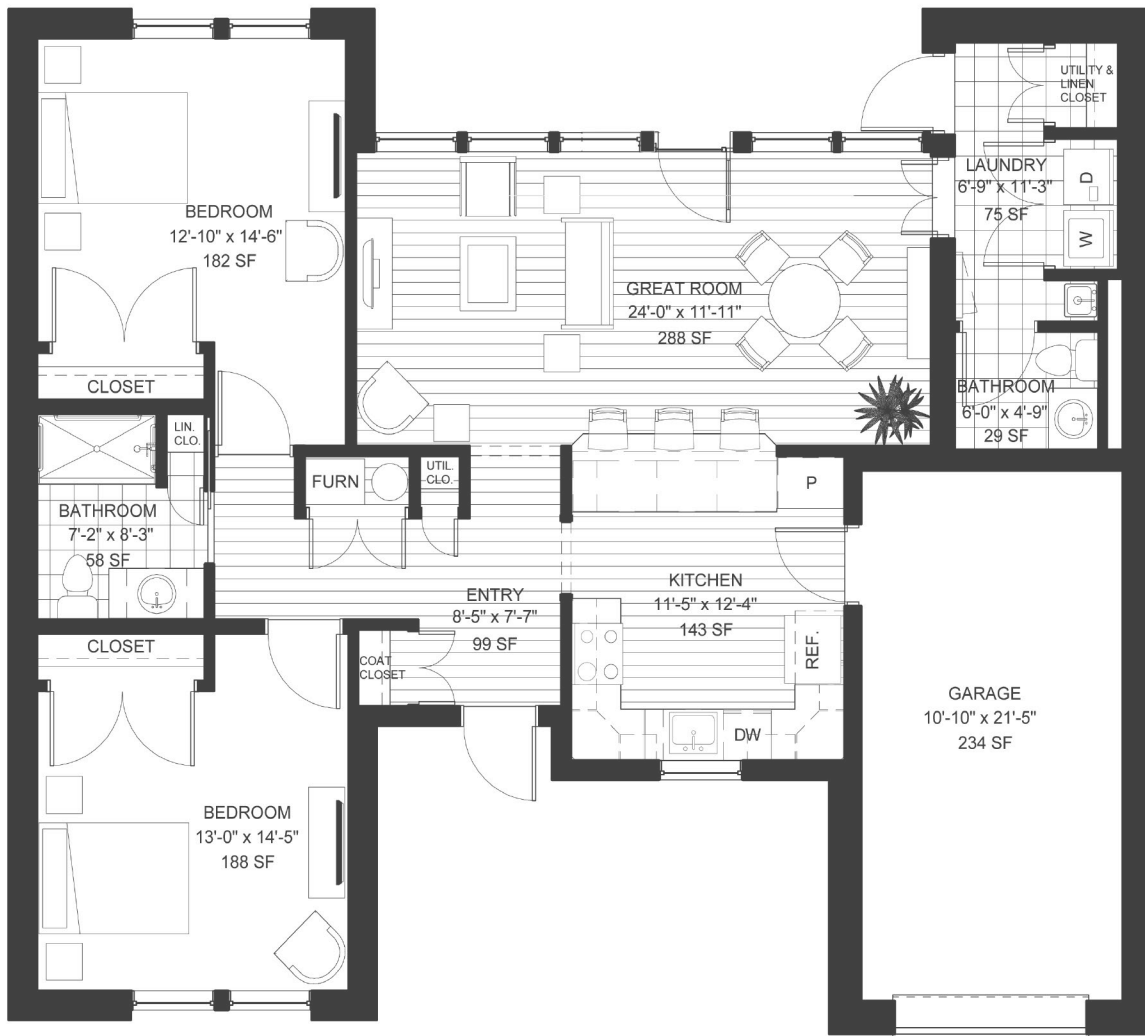 UTILITY &
LINEN
CLOSET
LAUNDRY
6'-9" x 11'-3"
75 SF
D
W
BEDROOM
12'-10" x 14'-6"
182 SF
GREAT ROOM
24'-0" x 11'-11"
288 SF
CLOSET
BATHROOM
6'-0" x 4'-9"
29 SF
LIN.
CLO.
FURN
UTIL.
CLO.
P
BATHROOM
7'-2" x 8'-3"
58 SF
ENTRY
8'-5" x 7'-7"
99 SF
KITCHEN
11'-5" x 12'-4"
143 SF
REF.
CLOSET
COAT
CLOSET
DW
GARAGE
10'-10" x 21'-5"
234 SF
BEDROOM
13'-0" x 14'-5"
188 SF